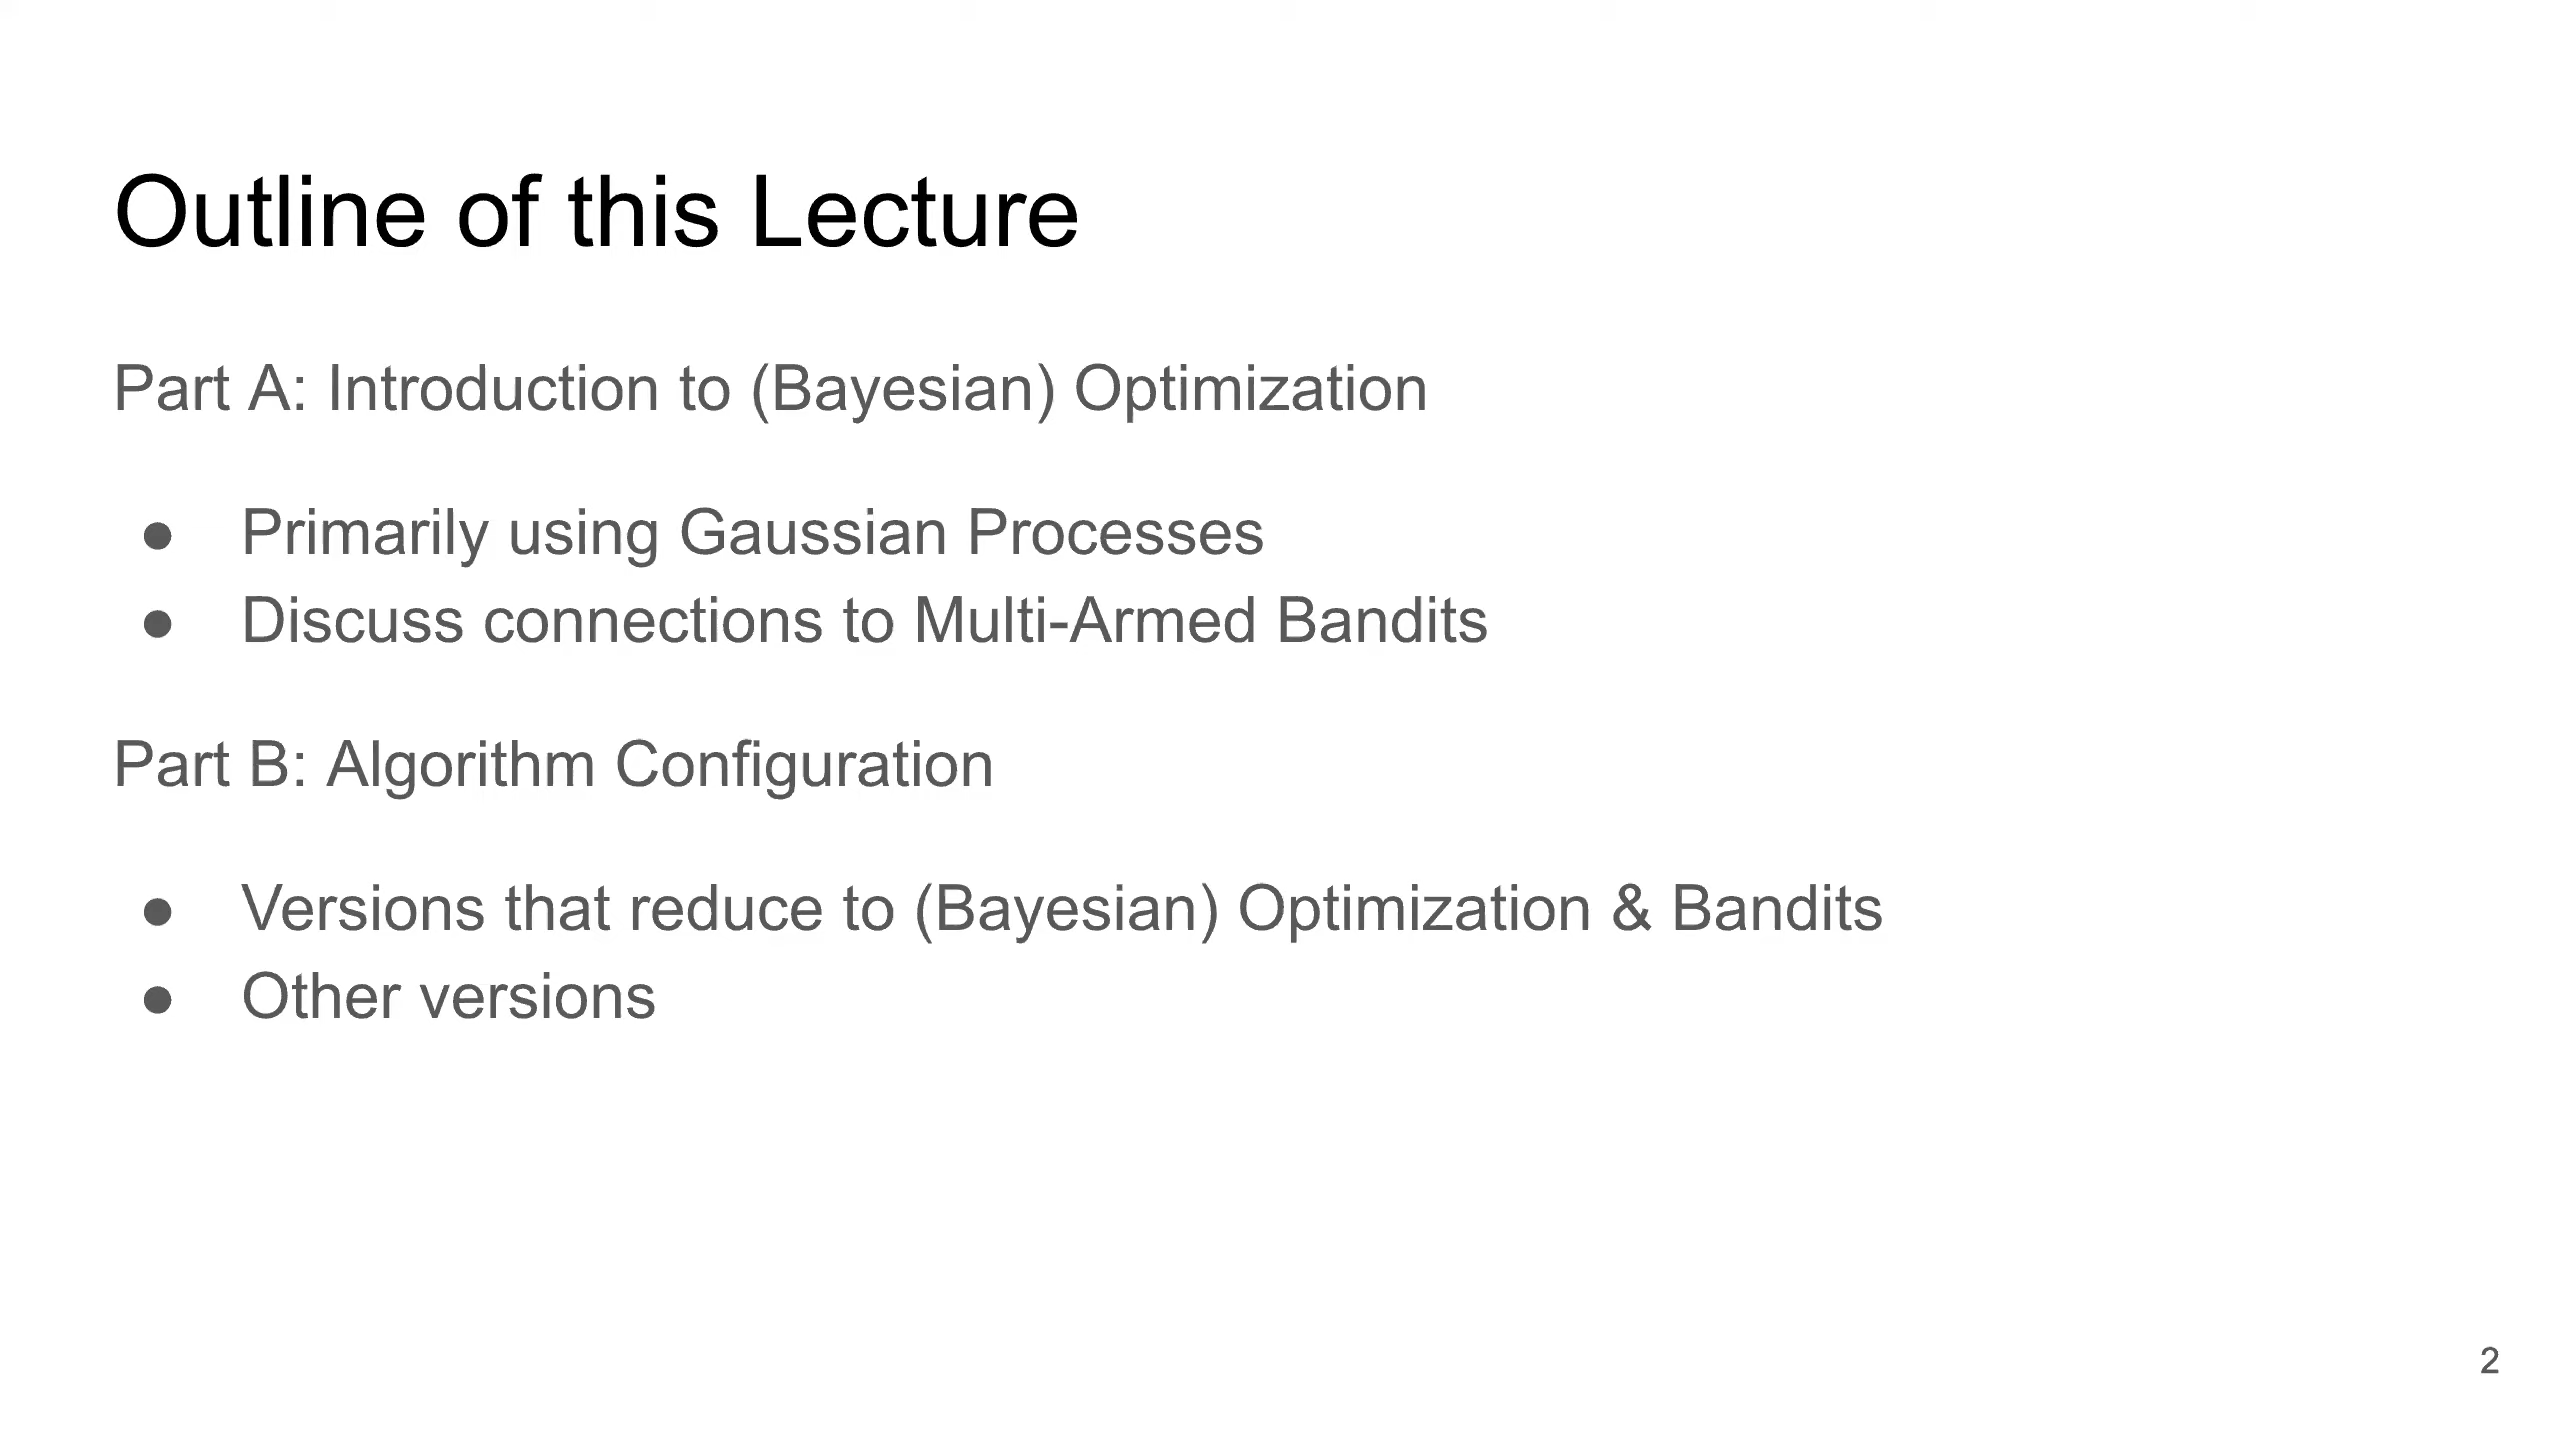 Outline of this Lecture
Part A: Introduction to (Bayesian) Optimization
● Primarily using Gaussian Processes
● Discuss connections to Multi-Armed Bandits
Part B: Algorithm Configuration
● Versions that reduce to (Bayesian) Optimization & Bandits
● Other versions
2